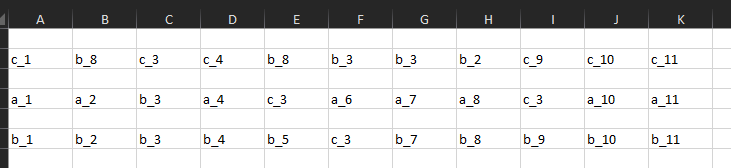 A B C D E F G H I J K
c_1 b_8 c_3 c_4 b_8 b_3 b_3 b_2 c_9 c_10 c_11
a_1 a_2 b_3 a_4 c_3 a_6 a_7 a_8 c_3 a_10 a_11
b_1 b_2 b_3 b_4 b_5 c_3 b_7 b_8 b_9 b_10 b_11